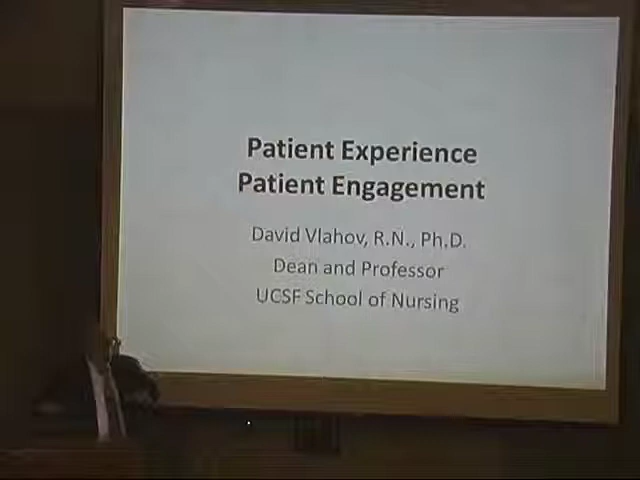 Patient Experience
Patient Engagement
David Vlahov, R.N., Ph.D.
Dean and Professor
UCSF School of Nursing